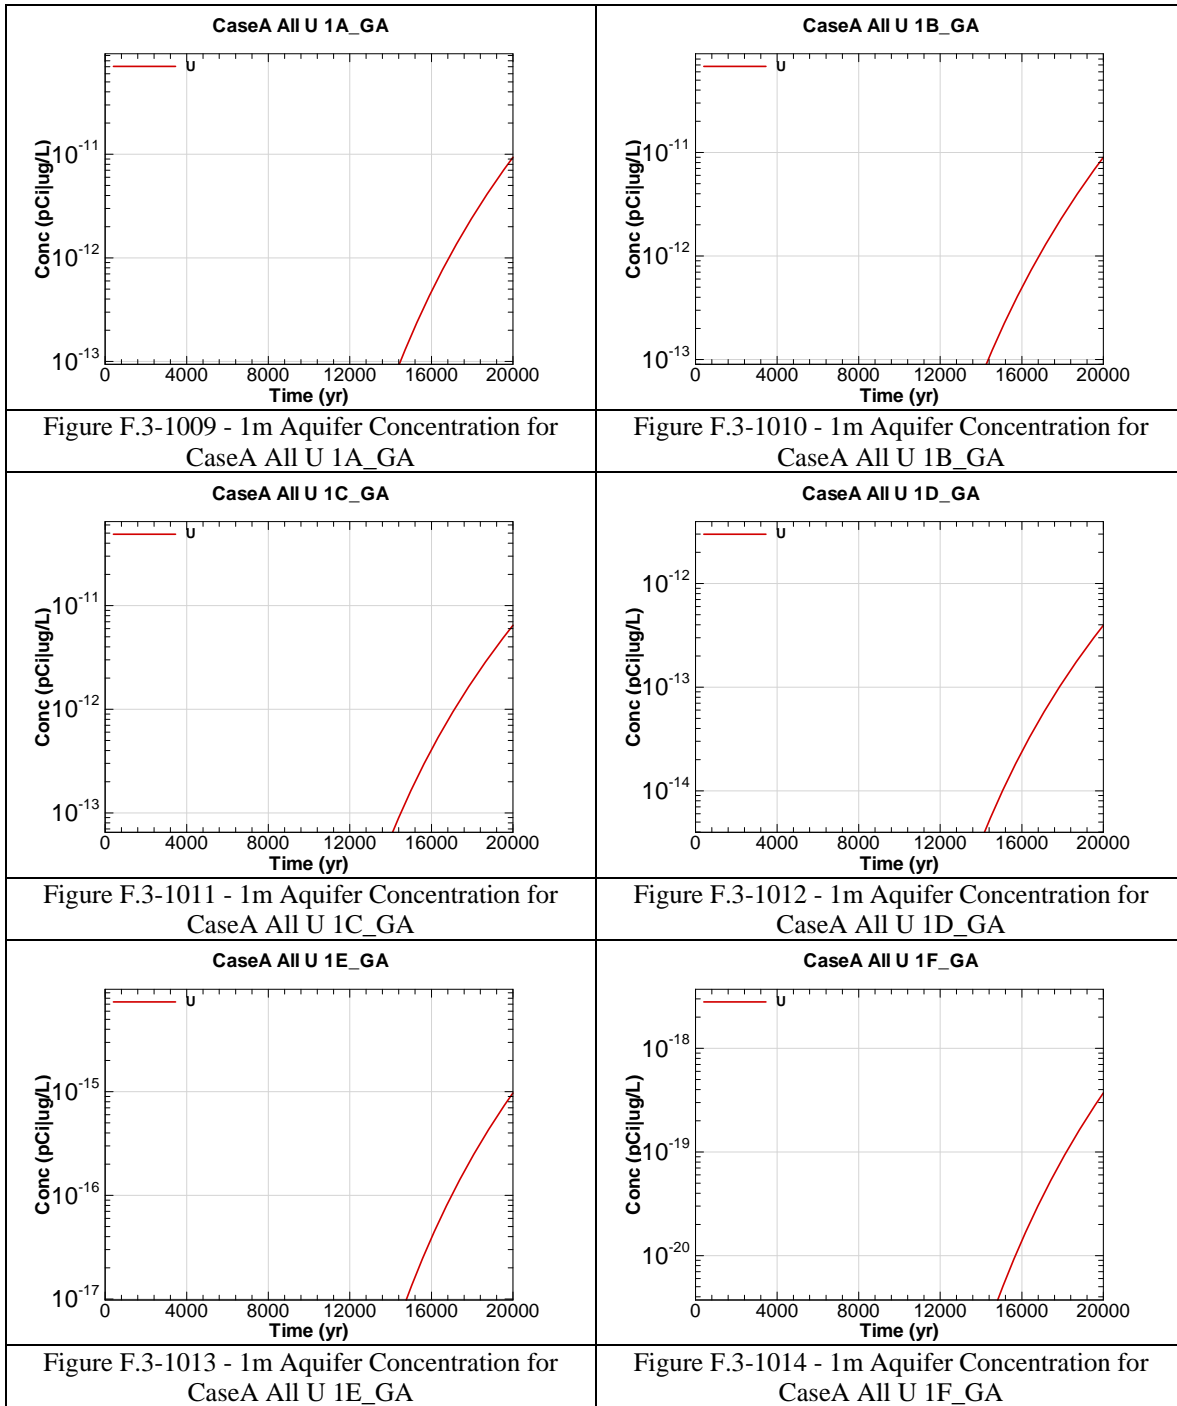 CaseA All U 1A_GA
U
Conc (pCi|ug/L)
10-11
10-12
10-13
0 4000 8000 12000 16000 20000
Time (yr)
Figure F.3-1009 - 1m Aquifer Concentration for
CaseA All U 1A_GA
CaseA All U 1B_GA
U
Conc (pCi|ug/L)
10-11
10-12
10-13
0 4000 8000 12000 16000 20000
Time (yr)
Figure F.3-1010 - 1m Aquifer Concentration for
CaseA All U 1B_GA
CaseA All U 1C_GA
U
Conc (pCi|ug/L)
10-11
10-12
10-13
0 4000 8000 12000 16000 20000
Time (yr)
Figure F.3-1011 - 1m Aquifer Concentration for
CaseA All U 1C_GA
CaseA All U 1D_GA
U
Conc (pCi|ug/L)
10-12
10-13
10-14
0 4000 8000 12000 16000 20000
Time (yr)
Figure F.3-1012 - 1m Aquifer Concentration for
CaseA All U 1D_GA
CaseA All U 1E_GA
U
Conc (pCi|ug/L)
10-15
10-16
10-17
0 4000 8000 12000 16000 20000
Time (yr)
Figure F.3-1013 - 1m Aquifer Concentration for
CaseA All U 1E_GA
CaseA All U 1F_GA
U
Conc (pCi|ug/L)
10-18
10-19
10-20
0 4000 8000 12000 16000 20000
Time (yr)
Figure F.3-1014 - 1m Aquifer Concentration for
CaseA All U 1F_GA